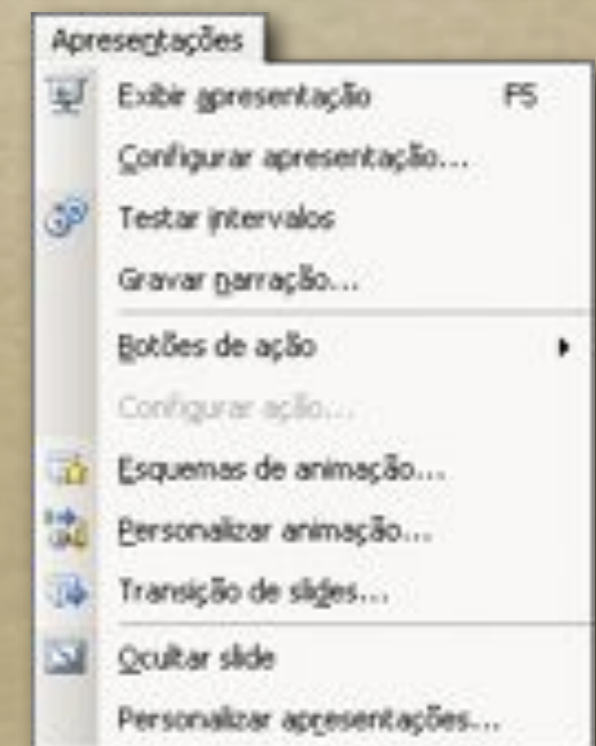 Apresentações
Exibir apresentação F5
Configurar apresentação...
Testar intervalos
Gravar narração...
Botões de ação
Configurar ação...
Esquemas de animação...
Personalizar animação...
Transição de slides...
Ocultar slide
Personalizar apresentações...